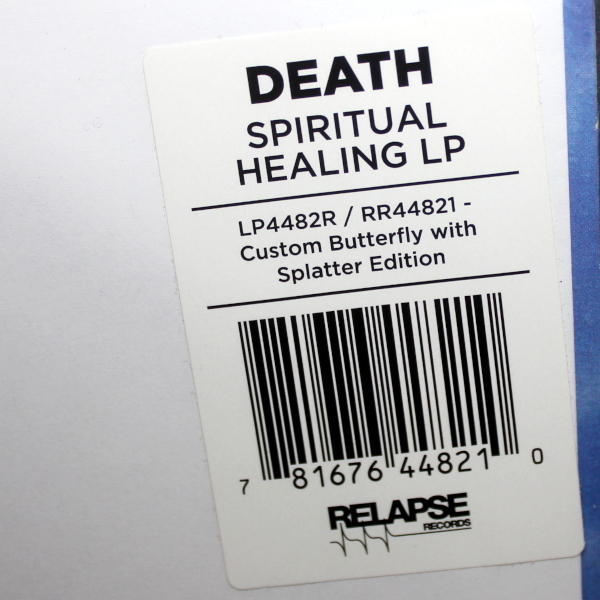 DEATH
SPIRITUAL
HEALING LP
LP4482R / RR44821 -
Custom Butterfly with
Splatter Edition
7 81676 44821 0
RELAPSE
RECORDS